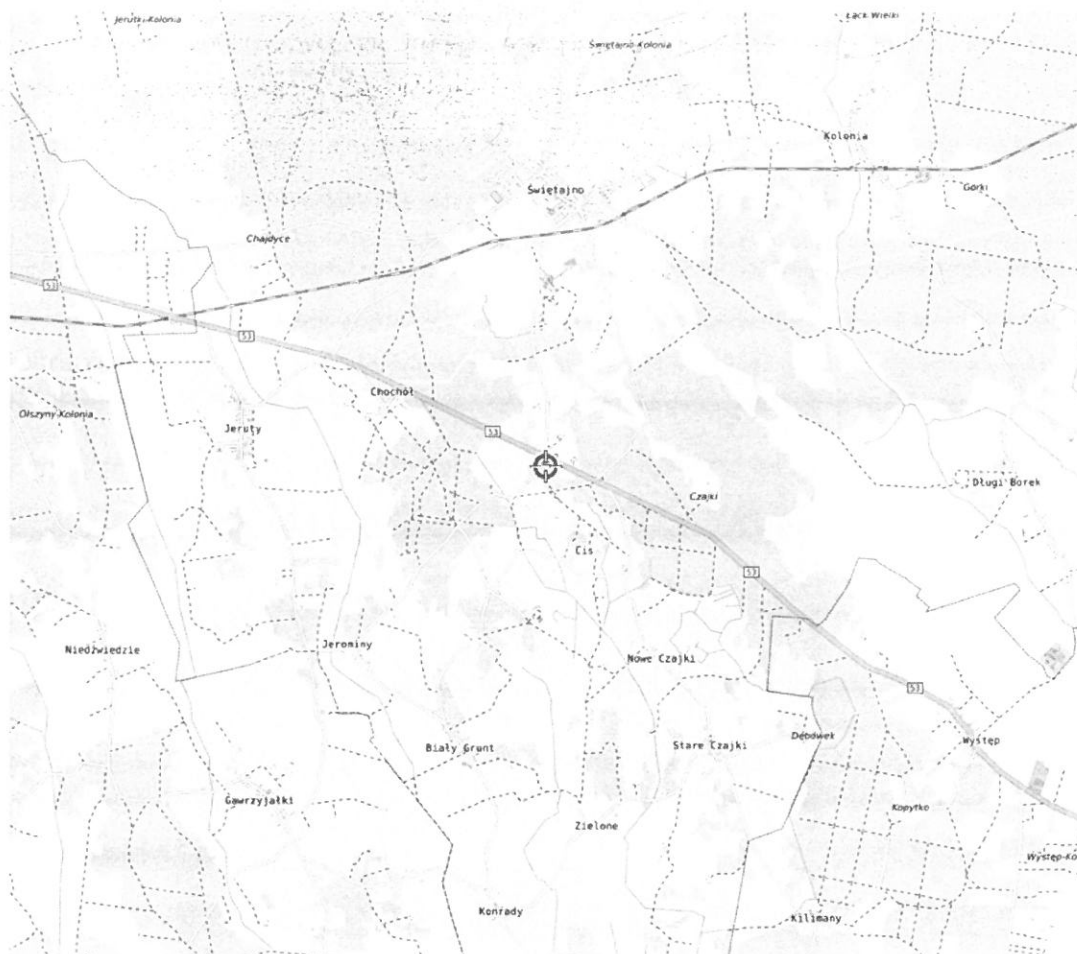 Jerutki-Kolonia
Łąck Wielki
Świętajno-Kolonia
Kolonia
Świętajno
Górki
Chajdyce
53
53
Chochół
Olszyny-Kolonia
Jeruty
53
Długi Borek
Czajki
Cis
53
Niedźwiedzie
Jerominy
Nowe Czajki
53
Biały Grunt
Stare Czajki
Dębówek
Występ
Gawrzyjałki
Kopytko
Zielone
Występ-Ko
Konrady
Kilimany